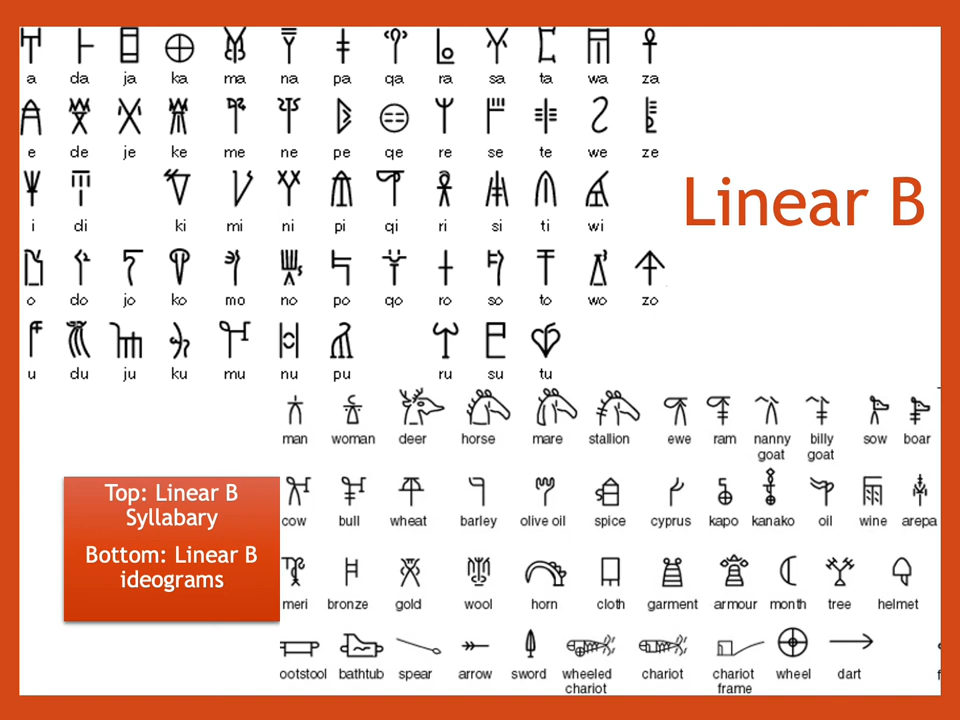 a da ja ka ma na pa qa ra sa ta wa za
e de je ke me ne pe qe re se te we ze
Linear B
i di ki mi ni pi qi ri si ti wi
o do jo ko mo no po qo ro so to wo zo
u du ju ku mu nu pu ru su tu
man woman deer horse mare stallion ewe ram nanny goat billy goat sow boar
Top: Linear B
Syllabary
Bottom: Linear B
ideograms
cow bull wheat barley olive oil spice cyprus kapo kanako oil wine arepa
meri bronze gold wool horn cloth garment armour month tree helmet
ootstool bathtub spear arrow sword wheeled chariot chariot chariot frame wheel dart